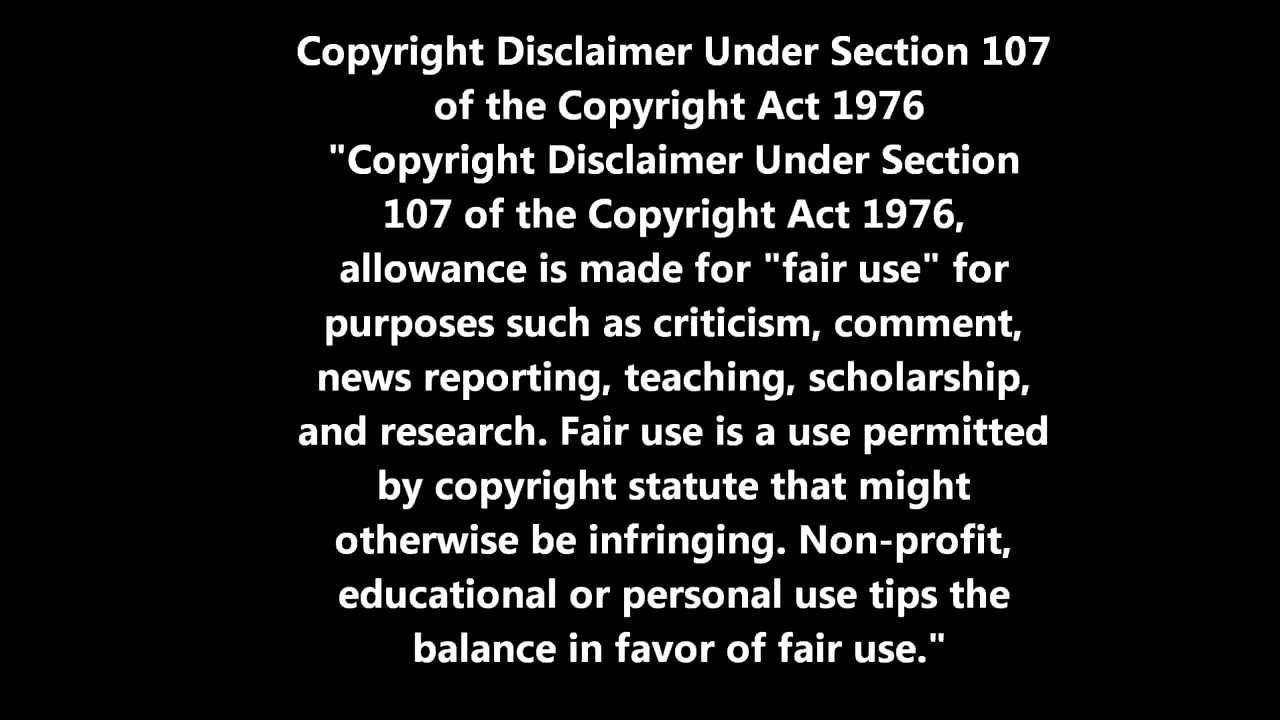 Copyright Disclaimer Under Section 107
of the Copyright Act 1976
"Copyright Disclaimer Under Section
107 of the Copyright Act 1976,
allowance is made for "fair use" for
purposes such as criticism, comment,
news reporting, teaching, scholarship,
and research. Fair use is a use permitted
by copyright statute that might
otherwise be infringing. Non-profit,
educational or personal use tips the
balance in favor of fair use."